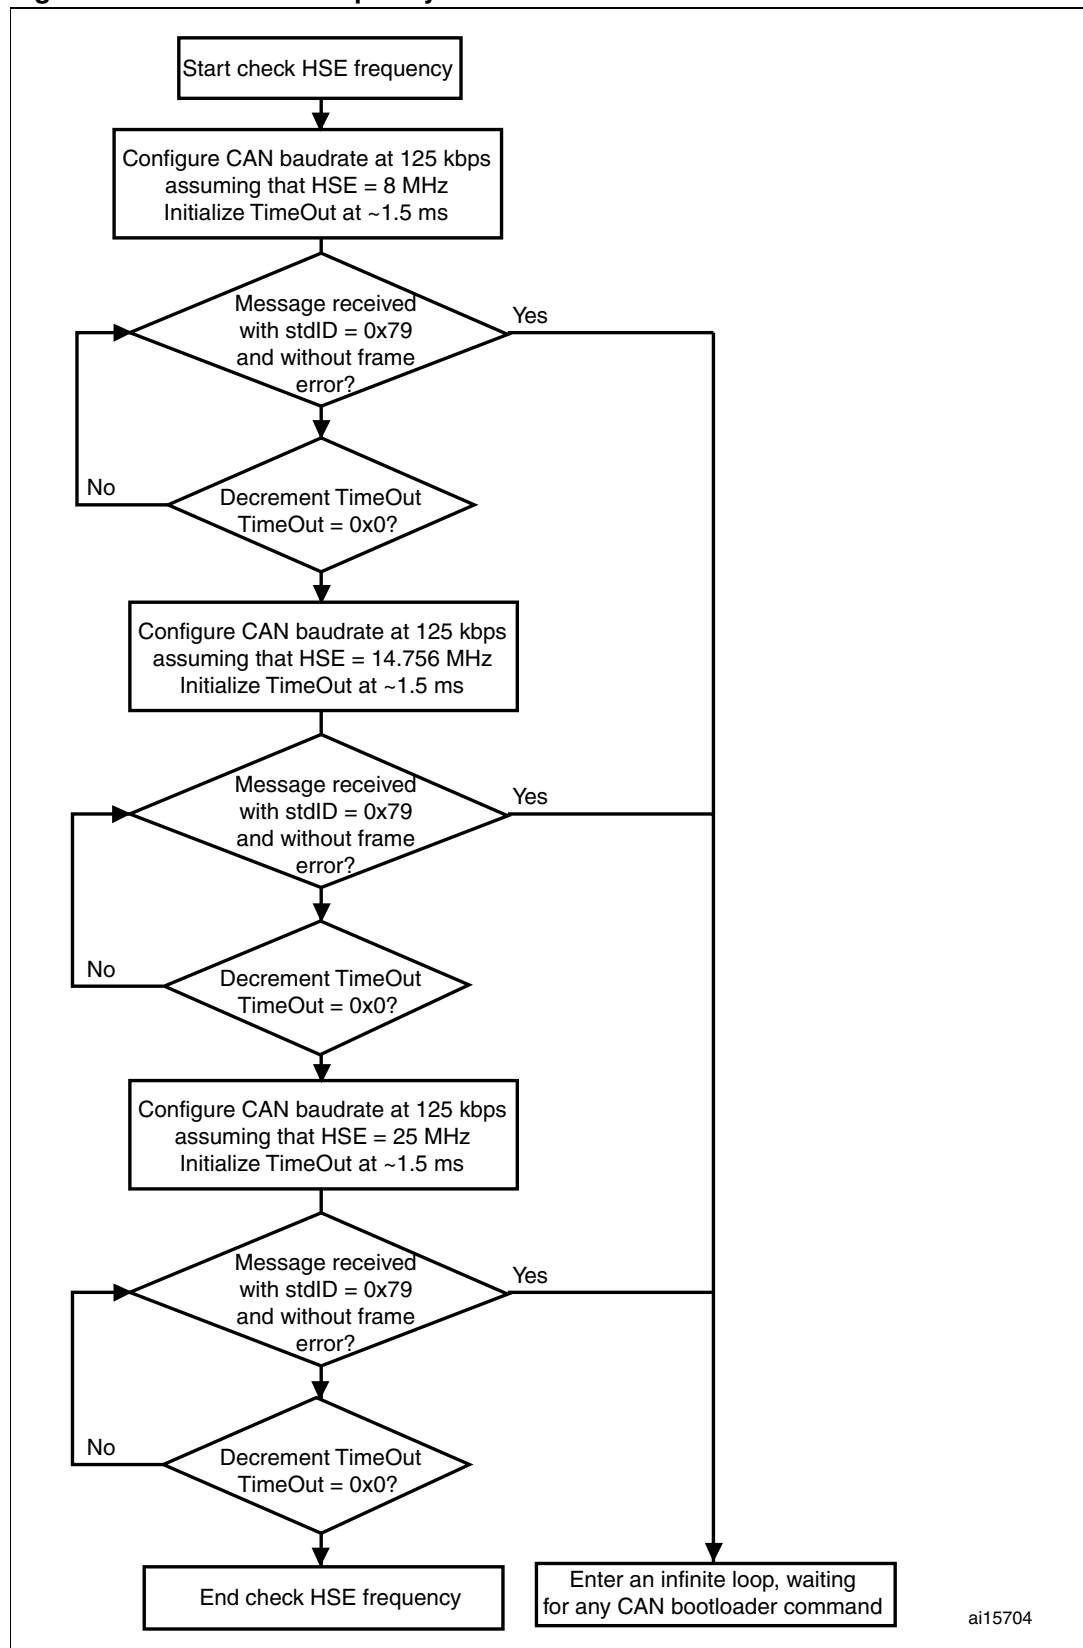 Start check HSE frequency
Configure CAN baudrate at 125 kbps
assuming that HSE = 8 MHz
Initialize TimeOut at ~1.5 ms
Message received
with stdID = 0x79
and without frame
error?
Yes
No
Decrement TimeOut
TimeOut = 0x0?
Configure CAN baudrate at 125 kbps
assuming that HSE = 14.756 MHz
Initialize TimeOut at ~1.5 ms
Message received
with stdID = 0x79
and without frame
error?
Yes
No
Decrement TimeOut
TimeOut = 0x0?
Configure CAN baudrate at 125 kbps
assuming that HSE = 25 MHz
Initialize TimeOut at ~1.5 ms
Message received
with stdID = 0x79
and without frame
error?
Yes
No
Decrement TimeOut
TimeOut = 0x0?
End check HSE frequency
Enter an infinite loop, waiting
for any CAN bootloader command
ai15704